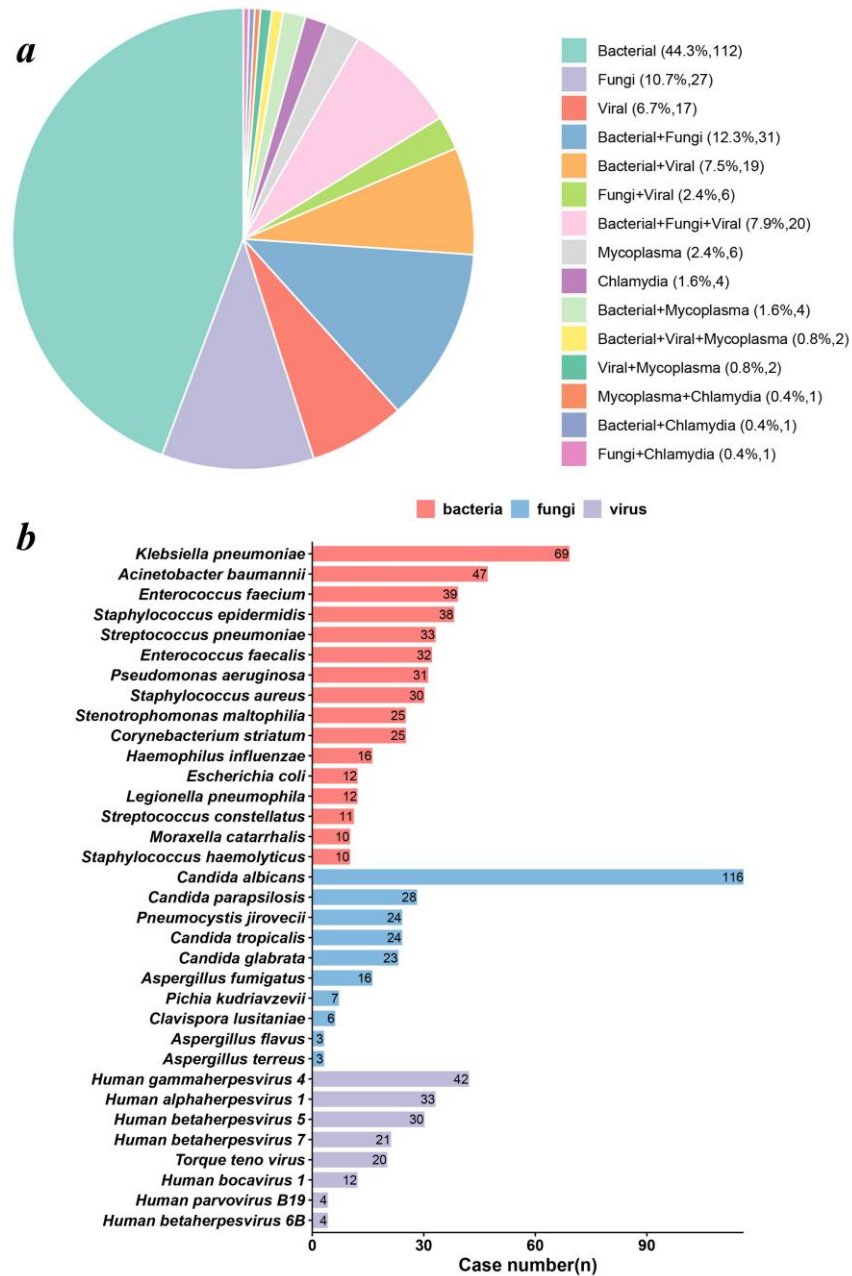 a
Bacterial (44.3%,112)
Fungi (10.7%,27)
Viral (6.7%,17)
Bacterial+Fungi (12.3%,31)
Bacterial+Viral (7.5%,19)
Fungi+Viral (2.4%,6)
Bacterial+Fungi+Viral (7.9%,20)
Mycoplasma (2.4%,6)
Chlamydia (1.6%,4)
Bacterial+Mycoplasma (1.6%,4)
Bacterial+Viral+Mycoplasma (0.8%,2)
Viral+Mycoplasma (0.8%,2)
Mycoplasma+Chlamydia (0.4%,1)
Bacterial+Chlamydia (0.4%,1)
Fungi+Chlamydia (0.4%,1)
bacteria fungi virus
b
Klebsiella pneumoniae 69
Acinetobacter baumannii 47
Enterococcus faecium 39
Staphylococcus epidermidis 38
Streptococcus pneumoniae 33
Enterococcus faecalis 32
Pseudomonas aeruginosa 31
Staphylococcus aureus 30
Stenotrophomonas maltophilia 25
Corynebacterium striatum 25
Haemophilus influenzae 16
Escherichia coli 12
Legionella pneumophila 12
Streptococcus constellatus 11
Moraxella catarrhalis 10
Staphylococcus haemolyticus 10
Candida albicans 116
Candida parapsilosis 28
Pneumocystis jirovecii 24
Candida tropicalis 24
Candida glabrata 23
Aspergillus fumigatus 16
Pichia kudriavzevii 7
Clavispora lusitaniae 6
Aspergillus flavus 3
Aspergillus terreus 3
Human gammaherpesvirus 4 42
Human alphaherpesvirus 1 33
Human betaherpesvirus 5 30
Human betaherpesvirus 7 21
Torque teno virus 20
Human bocavirus 1 12
Human parvovirus B19 4
Human betaherpesvirus 6B 4
0 30 60 90
Case number(n)